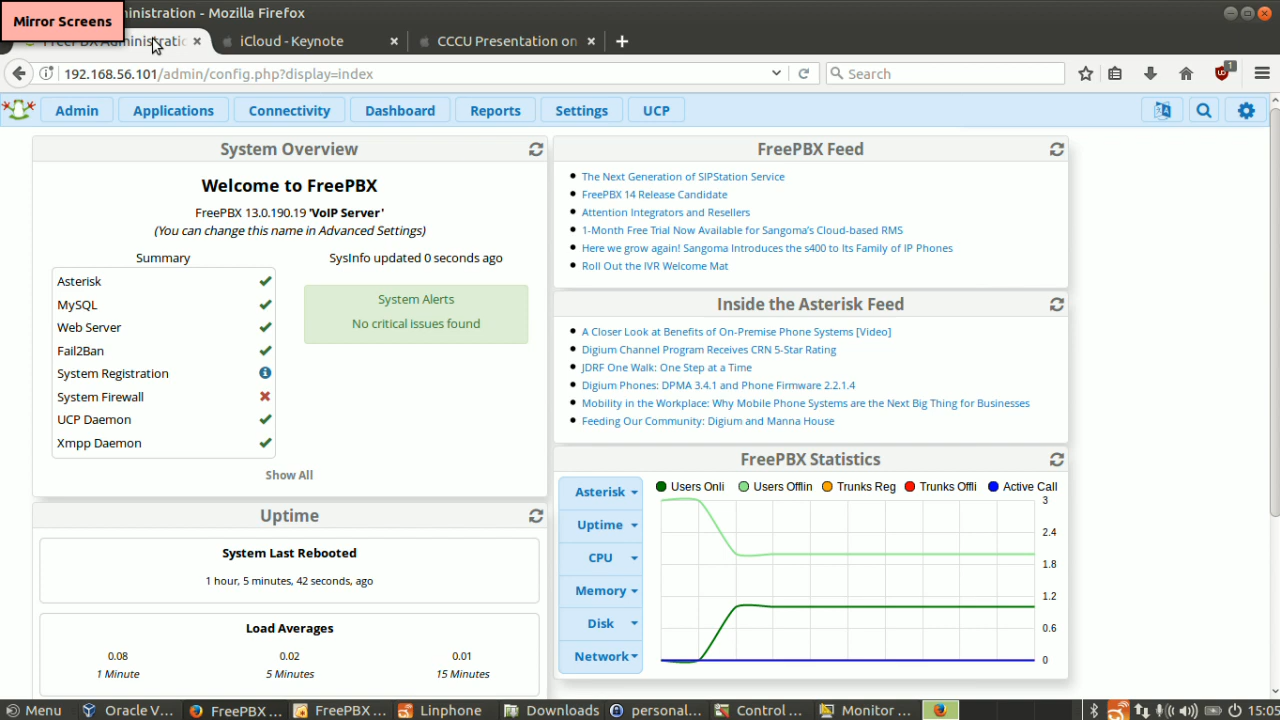 Mirror Screens
inistration - Mozilla Firefox
FreePBX Administratio
iCloud - Keynote
CCCU Presentation on
192.168.56.101/admin/config.php?display=index
Search
1
Admin
Applications
Connectivity
Dashboard
Reports
Settings
UCP
System Overview
Welcome to FreePBX
FreePBX 13.0.190.19 'VoIP Server'
(You can change this name in Advanced Settings)
Summary
SysInfo updated 0 seconds ago
Asterisk
MySQL
Web Server
Fail2Ban
System Registration
System Firewall
UCP Daemon
Xmpp Daemon
System Alerts
No critical issues found
Show All
Uptime
System Last Rebooted
1 hour, 5 minutes, 42 seconds, ago
Load Averages
0.08
0.02
0.01
1 Minute
5 Minutes
15 Minutes
FreePBX Feed
The Next Generation of SIPStation Service
FreePBX 14 Release Candidate
Attention Integrators and Resellers
1-Month Free Trial Now Available for Sangoma's Cloud-based RMS
Here we grow again! Sangoma Introduces the s400 to Its Family of IP Phones
Roll Out the IVR Welcome Mat
Inside the Asterisk Feed
A Closer Look at Benefits of On-Premise Phone Systems [Video]
Digium Channel Program Receives CRN 5-Star Rating
JDRF One Walk: One Step at a Time
Digium Phones: DPMA 3.4.1 and Phone Firmware 2.2.1.4
Mobility in the Workplace: Why Mobile Phone Systems are the Next Big Thing for Businesses
Feeding Our Community: Digium and Manna House
FreePBX Statistics
Asterisk
Uptime
CPU
Memory
Disk
Network
Users Onli
Users Offlin
Trunks Reg
Trunks Offli
Active Call
3
2.4
1.8
1.2
0.6
0
Menu
Oracle V...
FreePBX ...
FreePBX ...
Linphone
Downloads
personal...
Control ...
Monitor ...
15:05